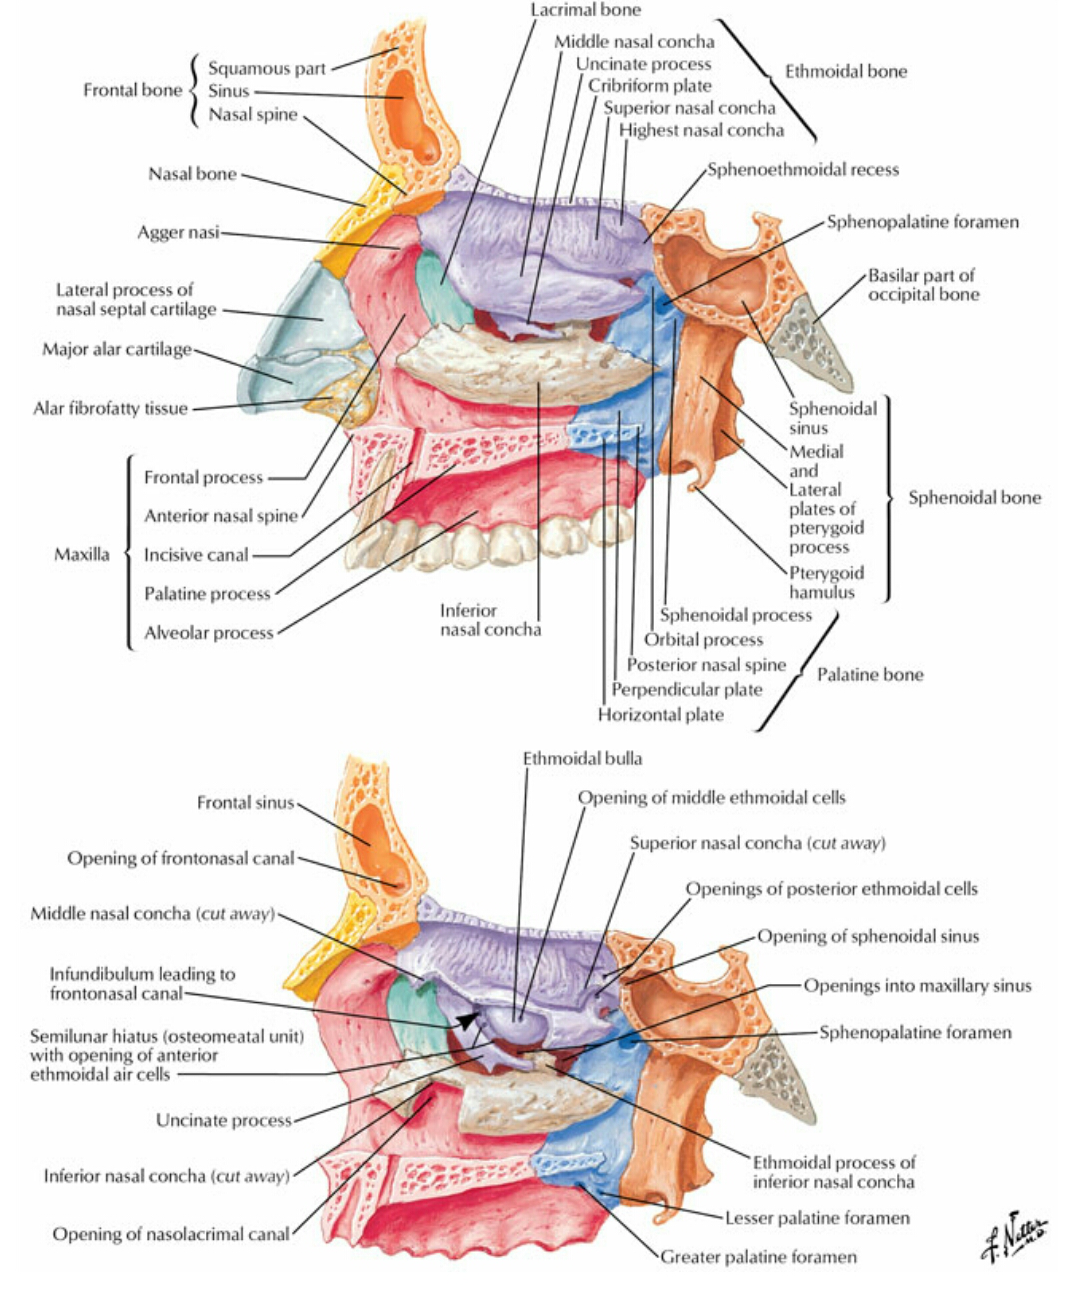 Lacrimal bone
Middle nasal concha
Uncinate process
Cribriform plate
Superior nasal concha
Highest nasal concha
Ethmoidal bone
Frontal bone
Squamous part
Sinus
Nasal spine
Nasal bone
Sphenoethmoidal recess
Agger nasi
Sphenopalatine foramen
Lateral process of
nasal septal cartilage
Basilar part of
occipital bone
Major alar cartilage
Alar fibrofatty tissue
Sphenoidal
sinus
Medial
and
Lateral
plates of
pterygoid
process
Pterygoid
hamulus
Sphenoidal bone
Maxilla
Frontal process
Anterior nasal spine
Incisive canal
Palatine process
Alveolar process
Inferior
nasal concha
Sphenoidal process
Orbital process
Posterior nasal spine
Perpendicular plate
Horizontal plate
Palatine bone
Ethmoidal bulla
Opening of middle ethmoidal cells
Frontal sinus
Superior nasal concha (cut away)
Opening of frontonasal canal
Openings of posterior ethmoidal cells
Middle nasal concha (cut away)
Opening of sphenoidal sinus
Infundibulum leading to
frontonasal canal
Openings into maxillary sinus
Semilunar hiatus (osteomeatal unit)
with opening of anterior
ethmoidal air cells
Sphenopalatine foramen
Uncinate process
Inferior nasal concha (cut away)
Ethmoidal process of
inferior nasal concha
Opening of nasolacrimal canal
Lesser palatine foramen
Greater palatine foramen
F. Netter
M.D.